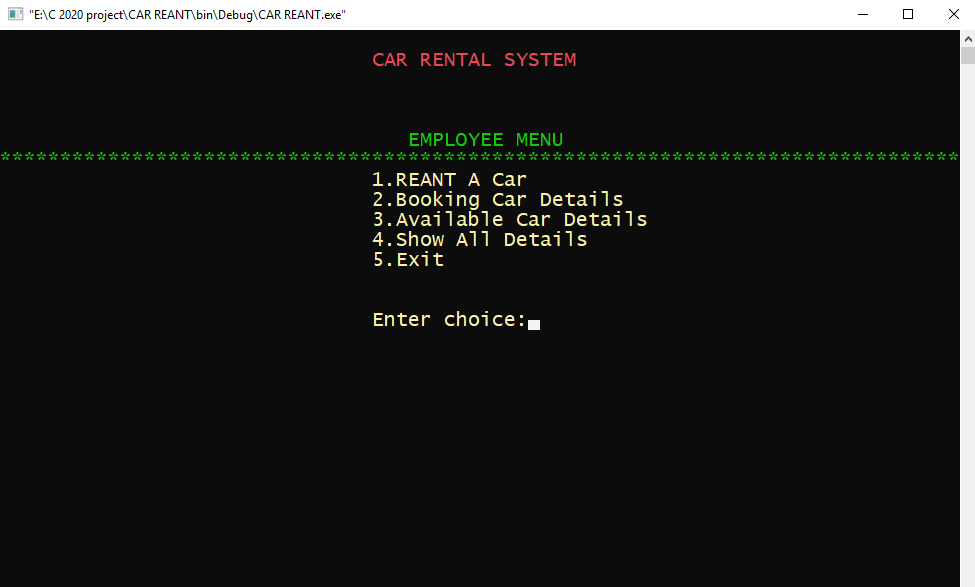 "E:\C 2020 project\CAR REANT\bin\Debug\CAR REANT.exe"
CAR RENTAL SYSTEM
EMPLOYEE MENU
********************************************************************************
1.REANT A Car
2.Booking Car Details
3.Available Car Details
4.Show All Details
5.Exit
Enter choice: